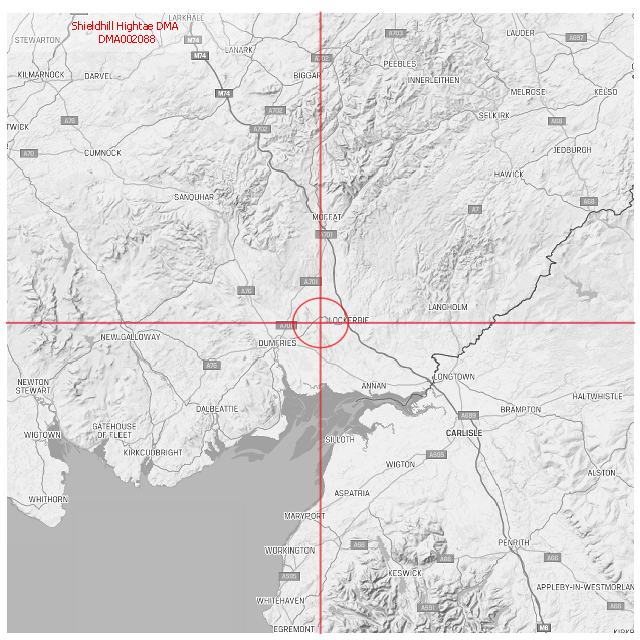 Shieldhill Hightae DMA
DMA002088
LARKHALL
LAUDER
STEWARTON
M74
A703
A697
LANARK
M74
A702
PEEBLES
KILMARNOCK
DARVEL
BIGGAR
INNERLEITHEN
M74
MELROSE
KELSO
A702
SELKIRK
A76
A68
TWICK
A702
A70
CUMNOCK
JEDBURGH
HAWICK
SANQUHAR
A68
A7
MOFFAT
A701
A701
A76
LANGHOLM
LOCKERBIE
A701
NEW GALLOWAY
DUMFRIES
A75
LONGTOWN
NEWTON
STEWART
ANNAN
HALTWHISTLE
DALBEATTIE
BRAMPTON
A689
GATEHOUSE
OF FLEET
WIGTOWN
CARLISLE
SILLOTH
KIRKCUDBRIGHT
A595
WIGTON
ALSTON
ASPATRIA
WHITHORN
MARYPORT
PENRITH
A66
WORKINGTON
A66
A66
KESWICK
A595
APPLEBY-IN-WESTMORLAN
WHITEHAVEN
A591
A66
EGREMONT
M6
KIRKB